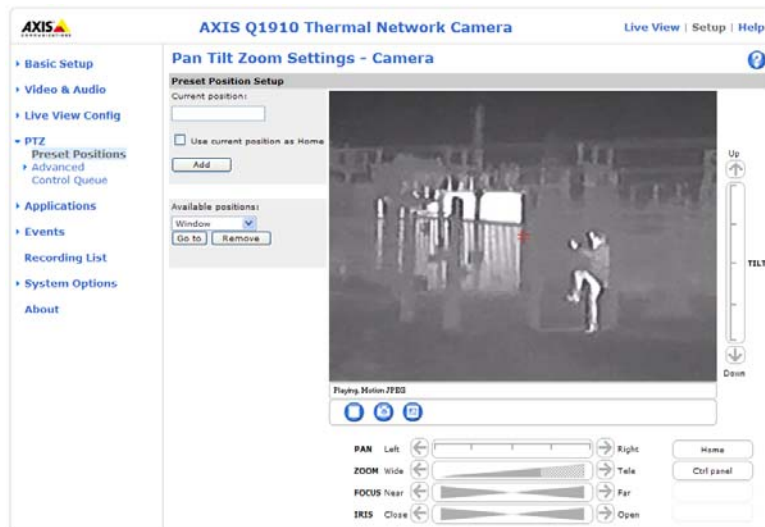 AXIS
COMMUNICATIONS
AXIS Q1910 Thermal Network Camera
Live View | Setup | Help
Basic Setup
Video & Audio
Live View Config
PTZ
Preset Positions
Advanced
Control Queue
Applications
Events
Recording List
System Options
About
Pan Tilt Zoom Settings - Camera
?
Preset Position Setup
Current position:
Use current position as Home
Add
Available positions:
Window
Go to
Remove
Up
TILT
Down
Playing, Motion JPEG
PAN Left Right Home
ZOOM Wide Tele Ctrl panel
FOCUS Near Far
IRIS Close Open